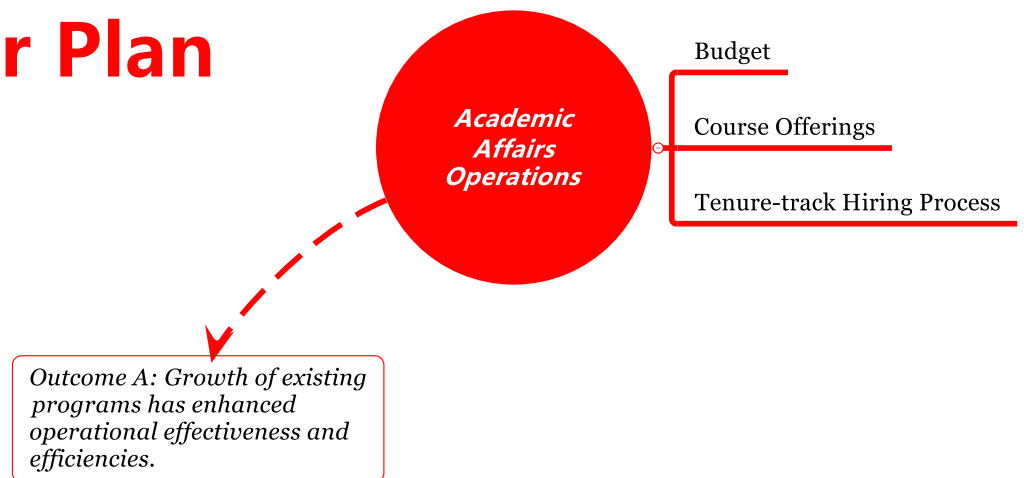 r Plan
Academic
Affairs
Operations
Budget
Course Offerings
Tenure-track Hiring Process
Outcome A: Growth of existing
programs has enhanced
operational effectiveness and
efficiencies.